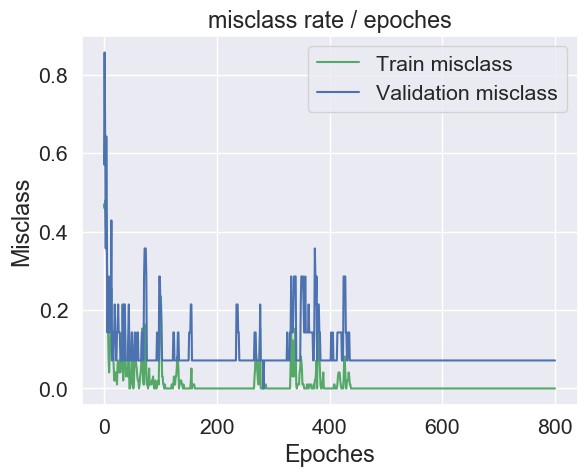 misclass rate / epoches
Train misclass
Validation misclass
0.8
0.6
0.4
0.2
0.0
Misclass
0
200
400
600
800
Epoches